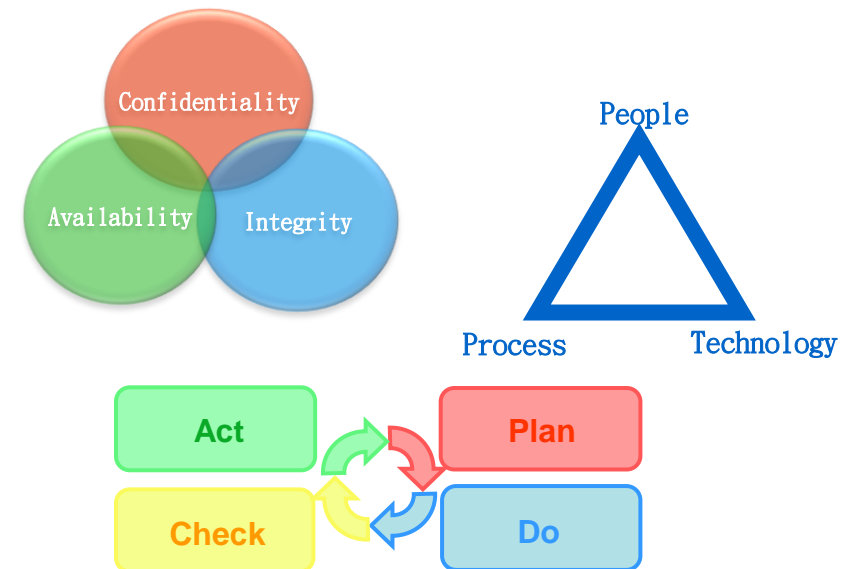 Confidentiality
Availability
Integrity
People
Process
Technology
Act
Plan
Check
Do